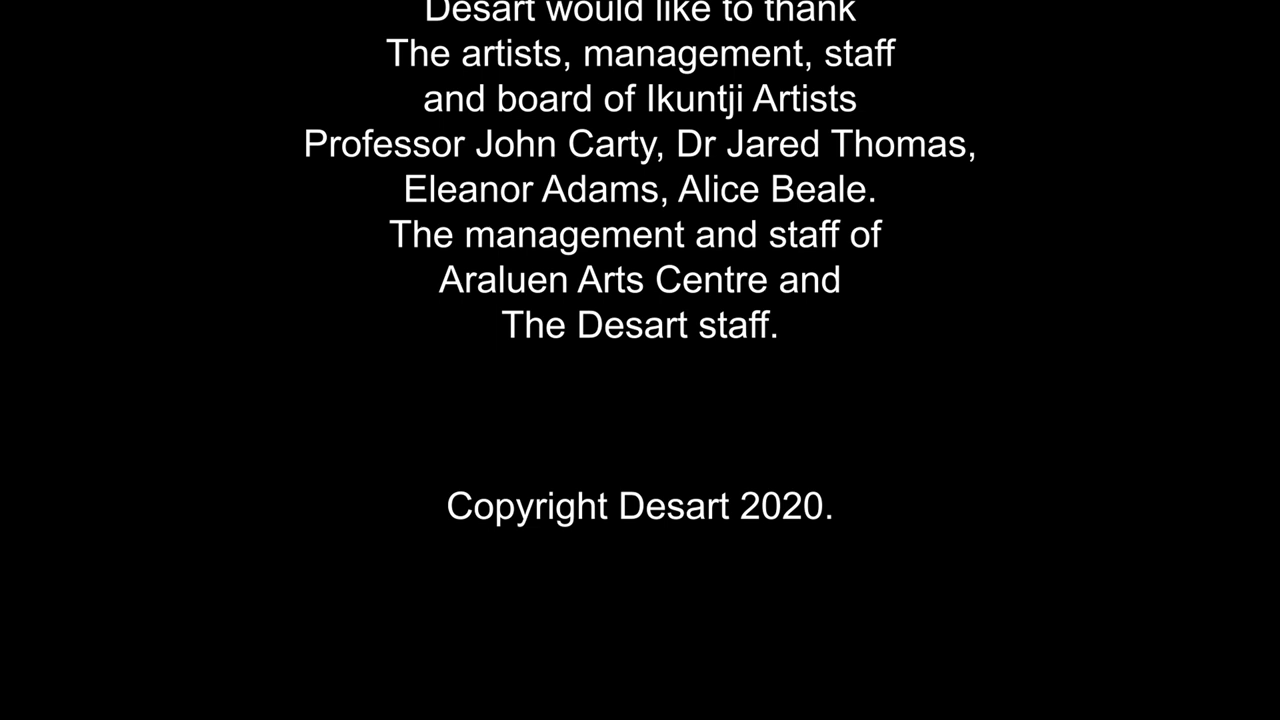 Desart would like to thank
The artists, management, staff
and board of Ikuntji Artists
Professor John Carty, Dr Jared Thomas,
Eleanor Adams, Alice Beale.
The management and staff of
Araluen Arts Centre and
The Desart staff.
Copyright Desart 2020.